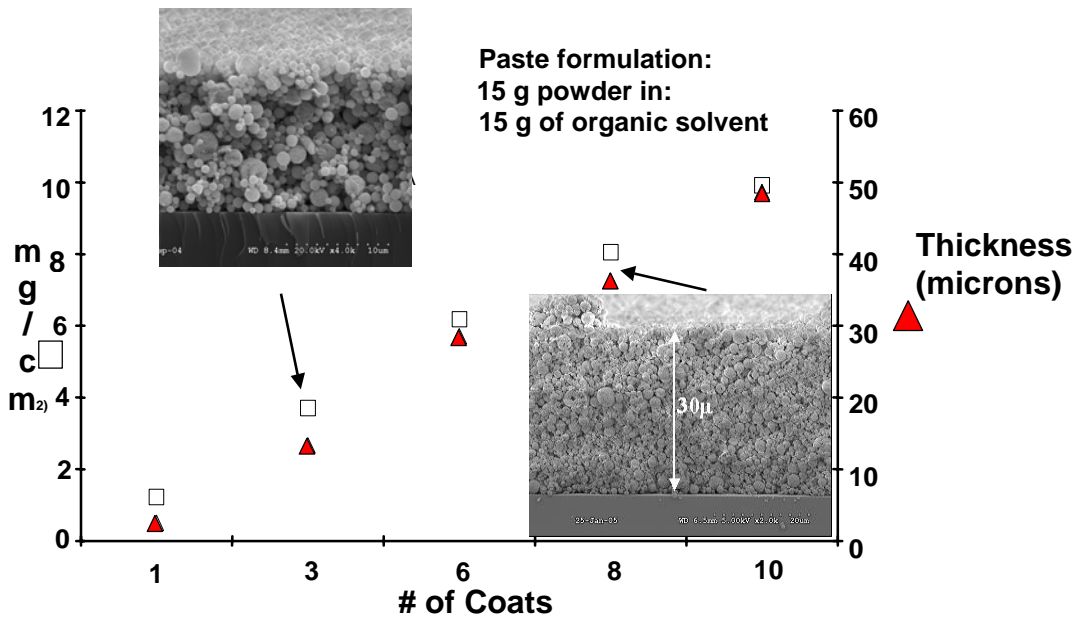 Paste formulation:
15 g powder in:
15 g of organic solvent
12
10
8
6
4
2
0
m
g
/
c
m2)
60
50
40
30
20
10
0
Thickness
(microns)
1
3
6
8
10
# of Coats
ep-04 WD 8.4mm 20.0kV x4.0k 10um
30μ
25-Jan-05 WD 6.5mm 5.00kV x2.0k 20um